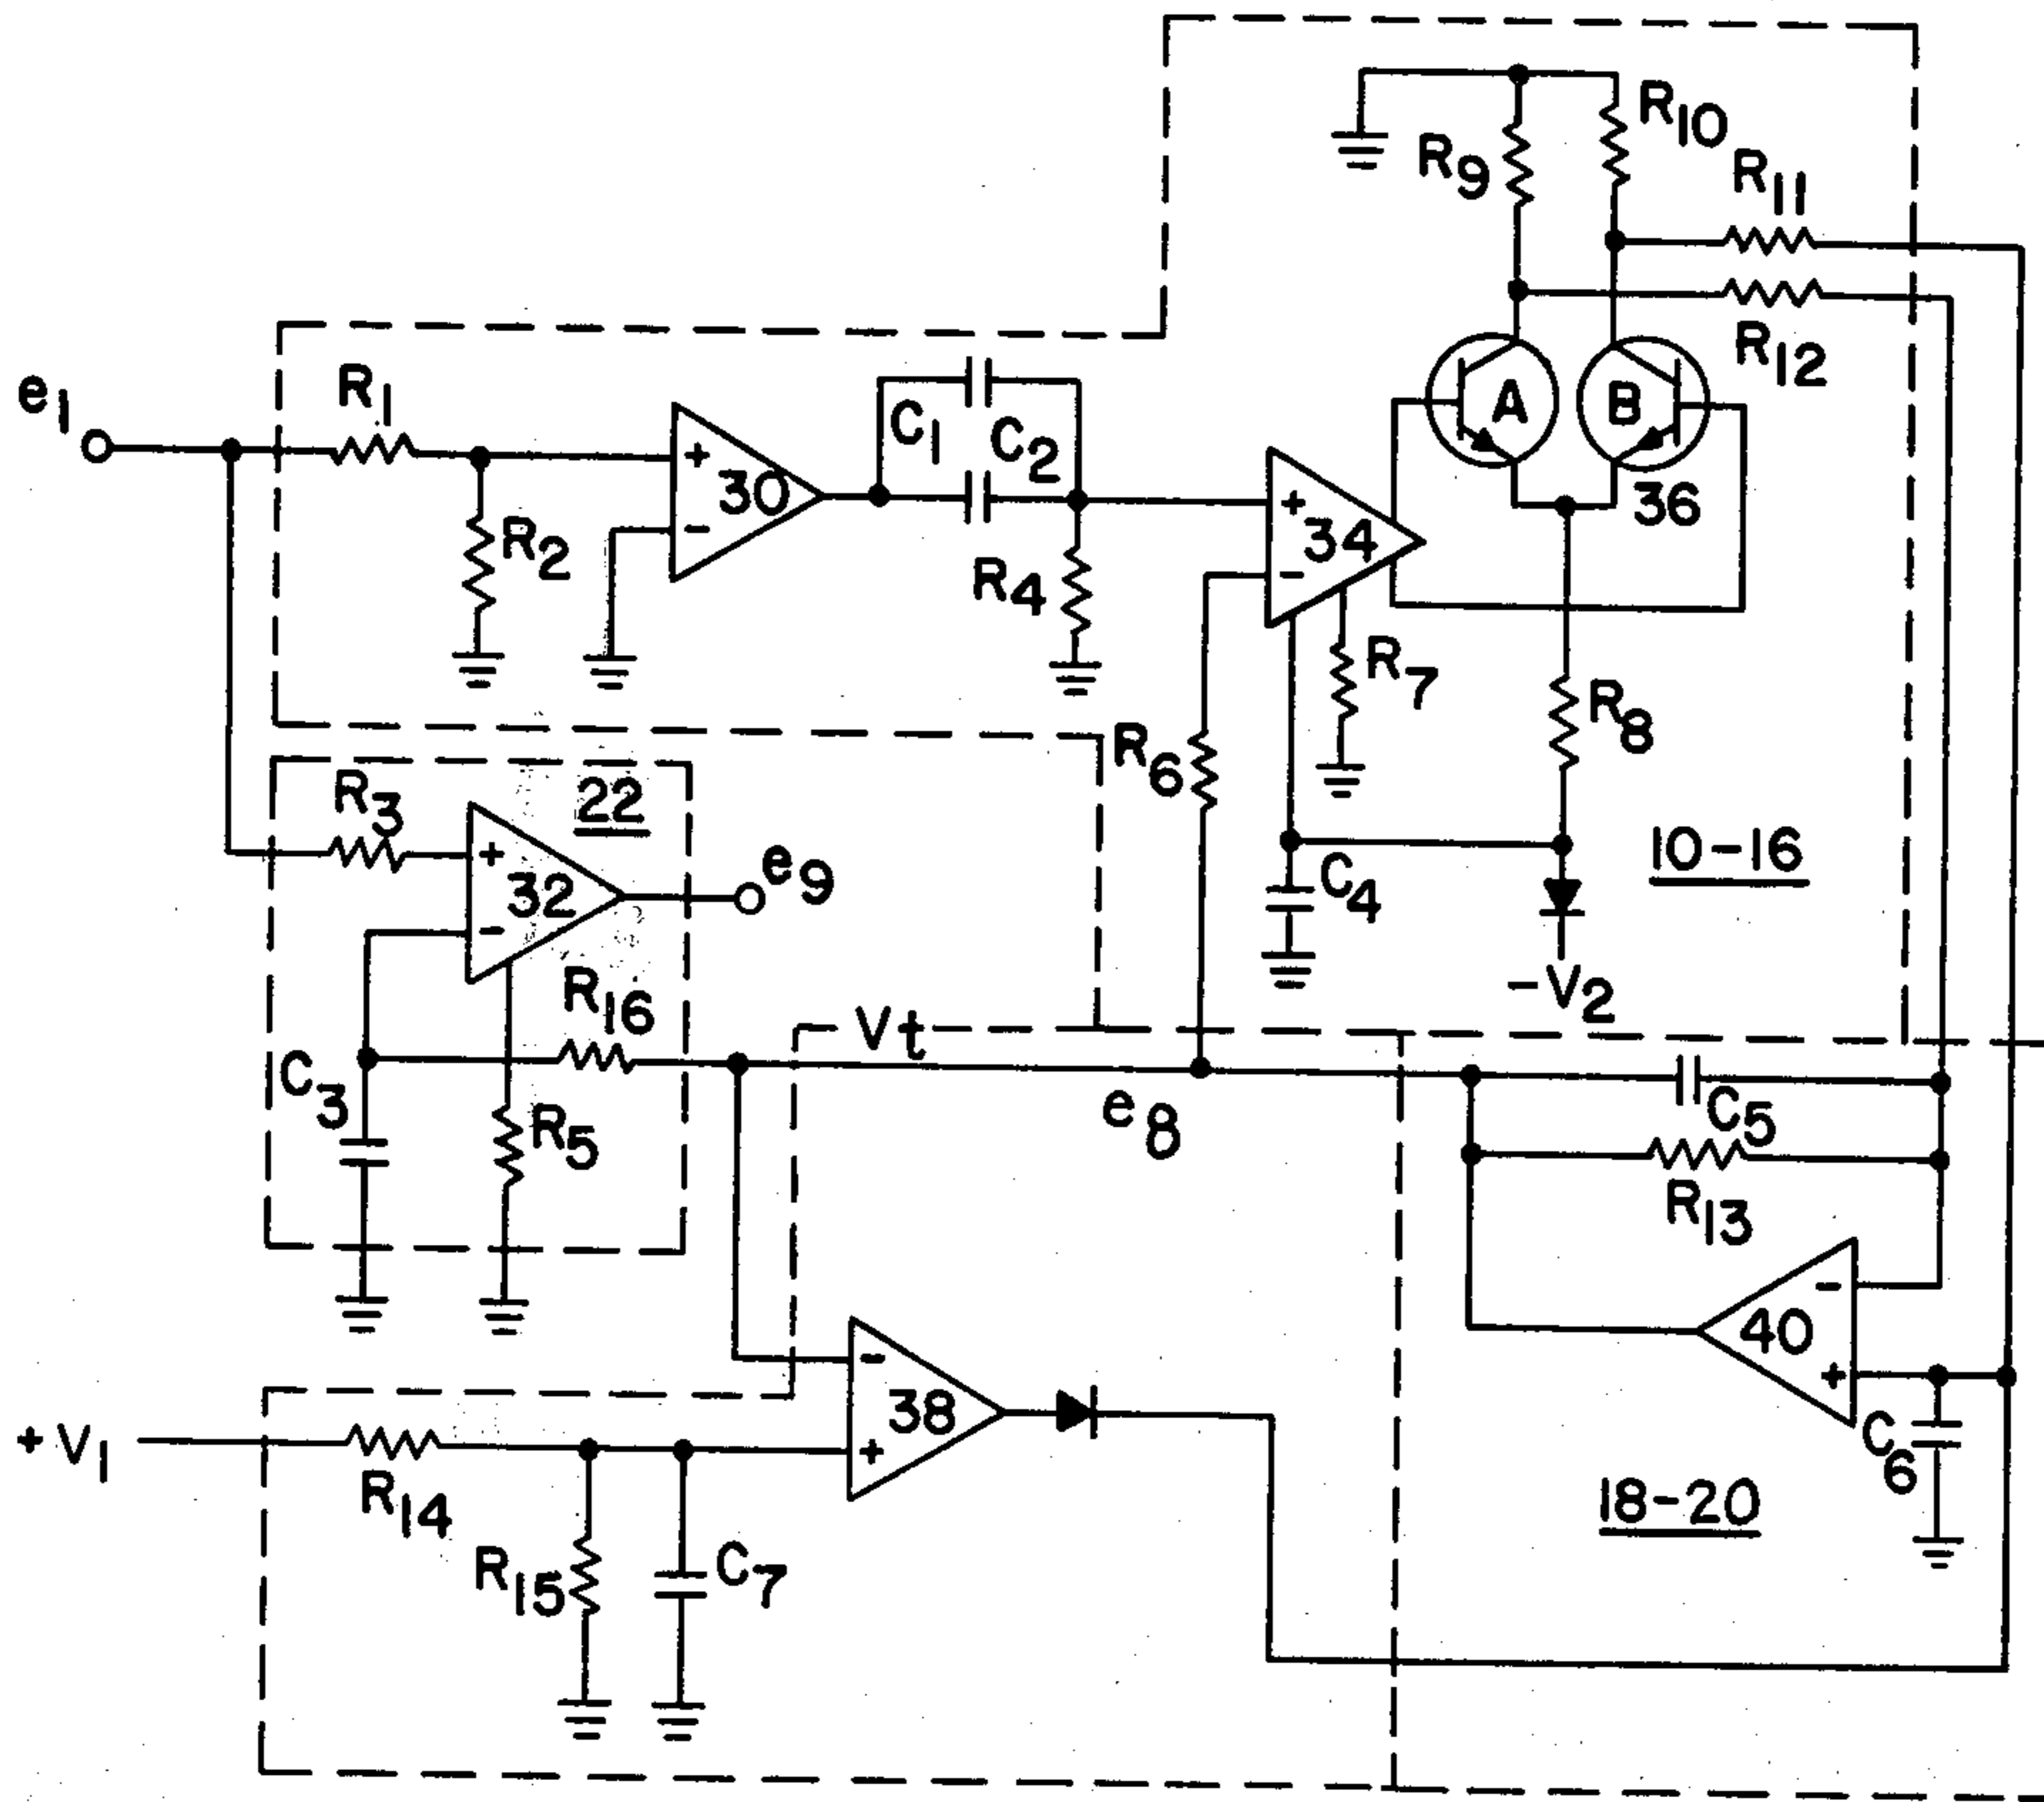 R10
R9
R11
R12
e1
R1
+
30
-
C1
C2
A
B
36
R2
R4
+
34
-
R7
R8
R3
22
+
32
-
e9
R6
C4
10-16
-V2
R16
Vt
C3
R5
e8
C5
R13
-
40
+
-
38
+
+V1
R14
R15
C7
C6
18-20